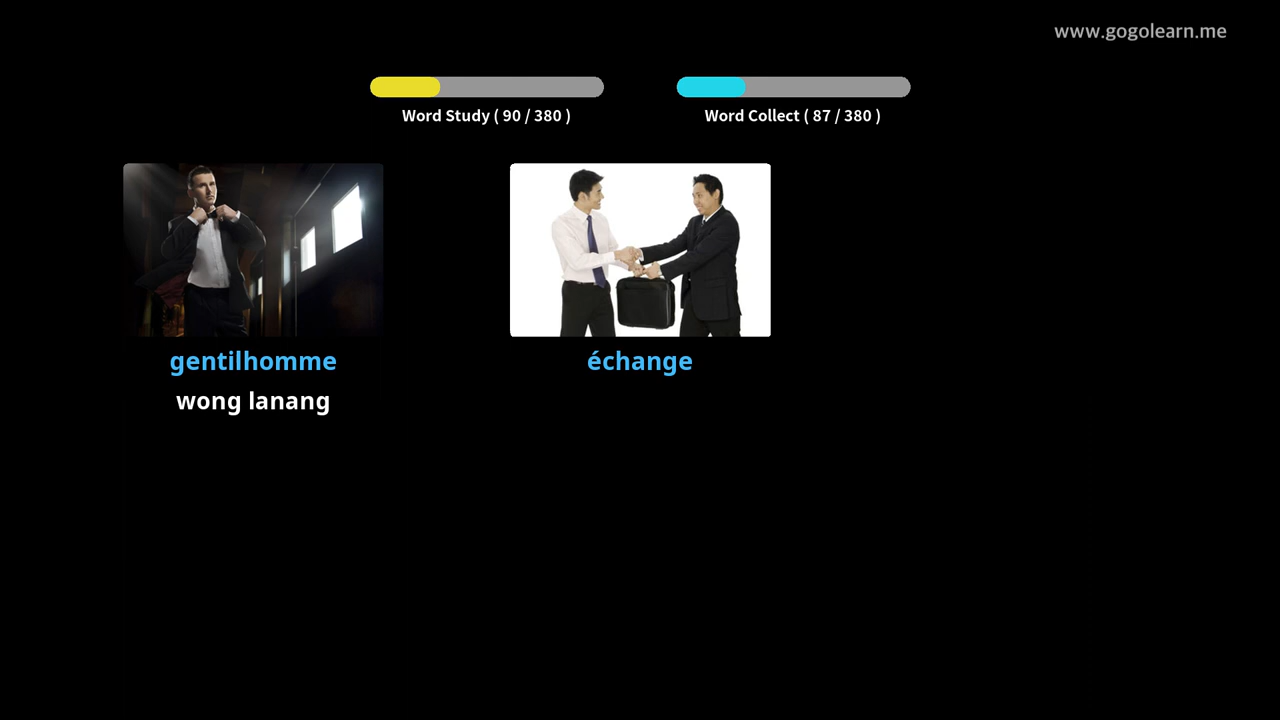 www.gogolearn.me
Word Study ( 90 / 380 )
Word Collect ( 87 / 380 )
gentilhomme
échange
wong lanang